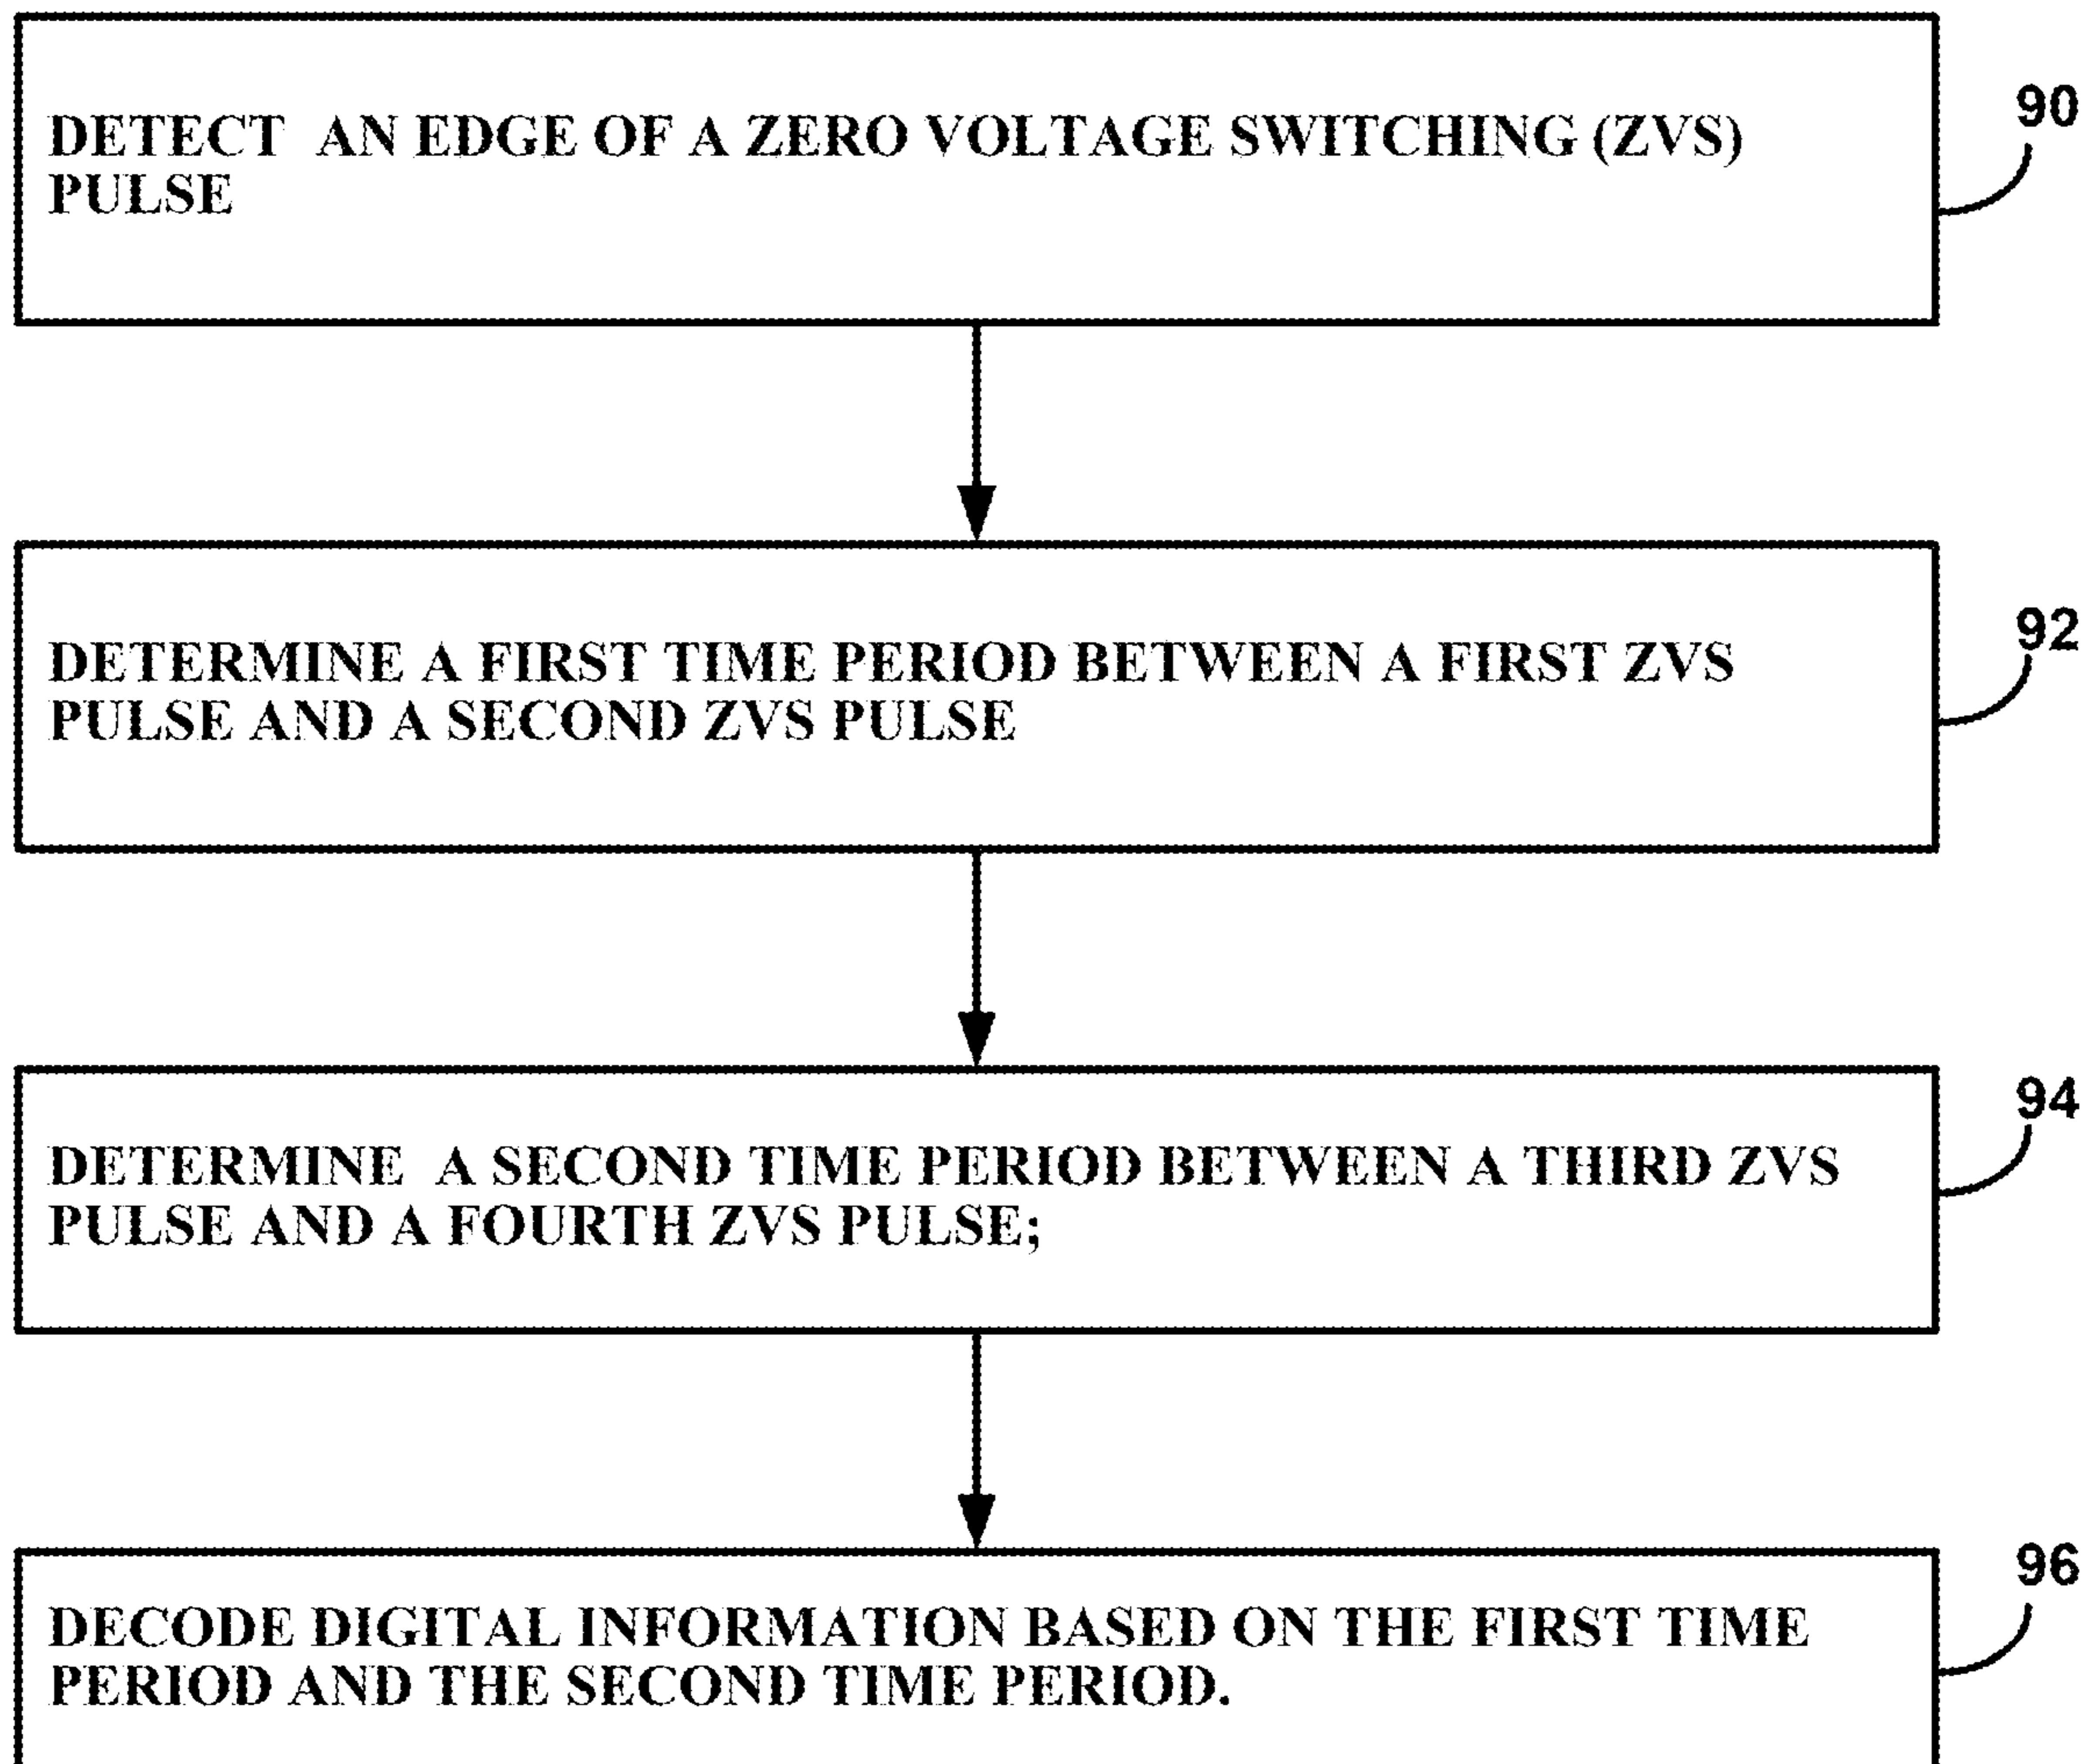 90
DETECT AN EDGE OF A ZERO VOLTAGE SWITCHING (ZVS)
PULSE
92
DETERMINE A FIRST TIME PERIOD BETWEEN A FIRST ZVS
PULSE AND A SECOND ZVS PULSE
94
DETERMINE A SECOND TIME PERIOD BETWEEN A THIRD ZVS
PULSE AND A FOURTH ZVS PULSE;
96
DECODE DIGITAL INFORMATION BASED ON THE FIRST TIME
PERIOD AND THE SECOND TIME PERIOD.